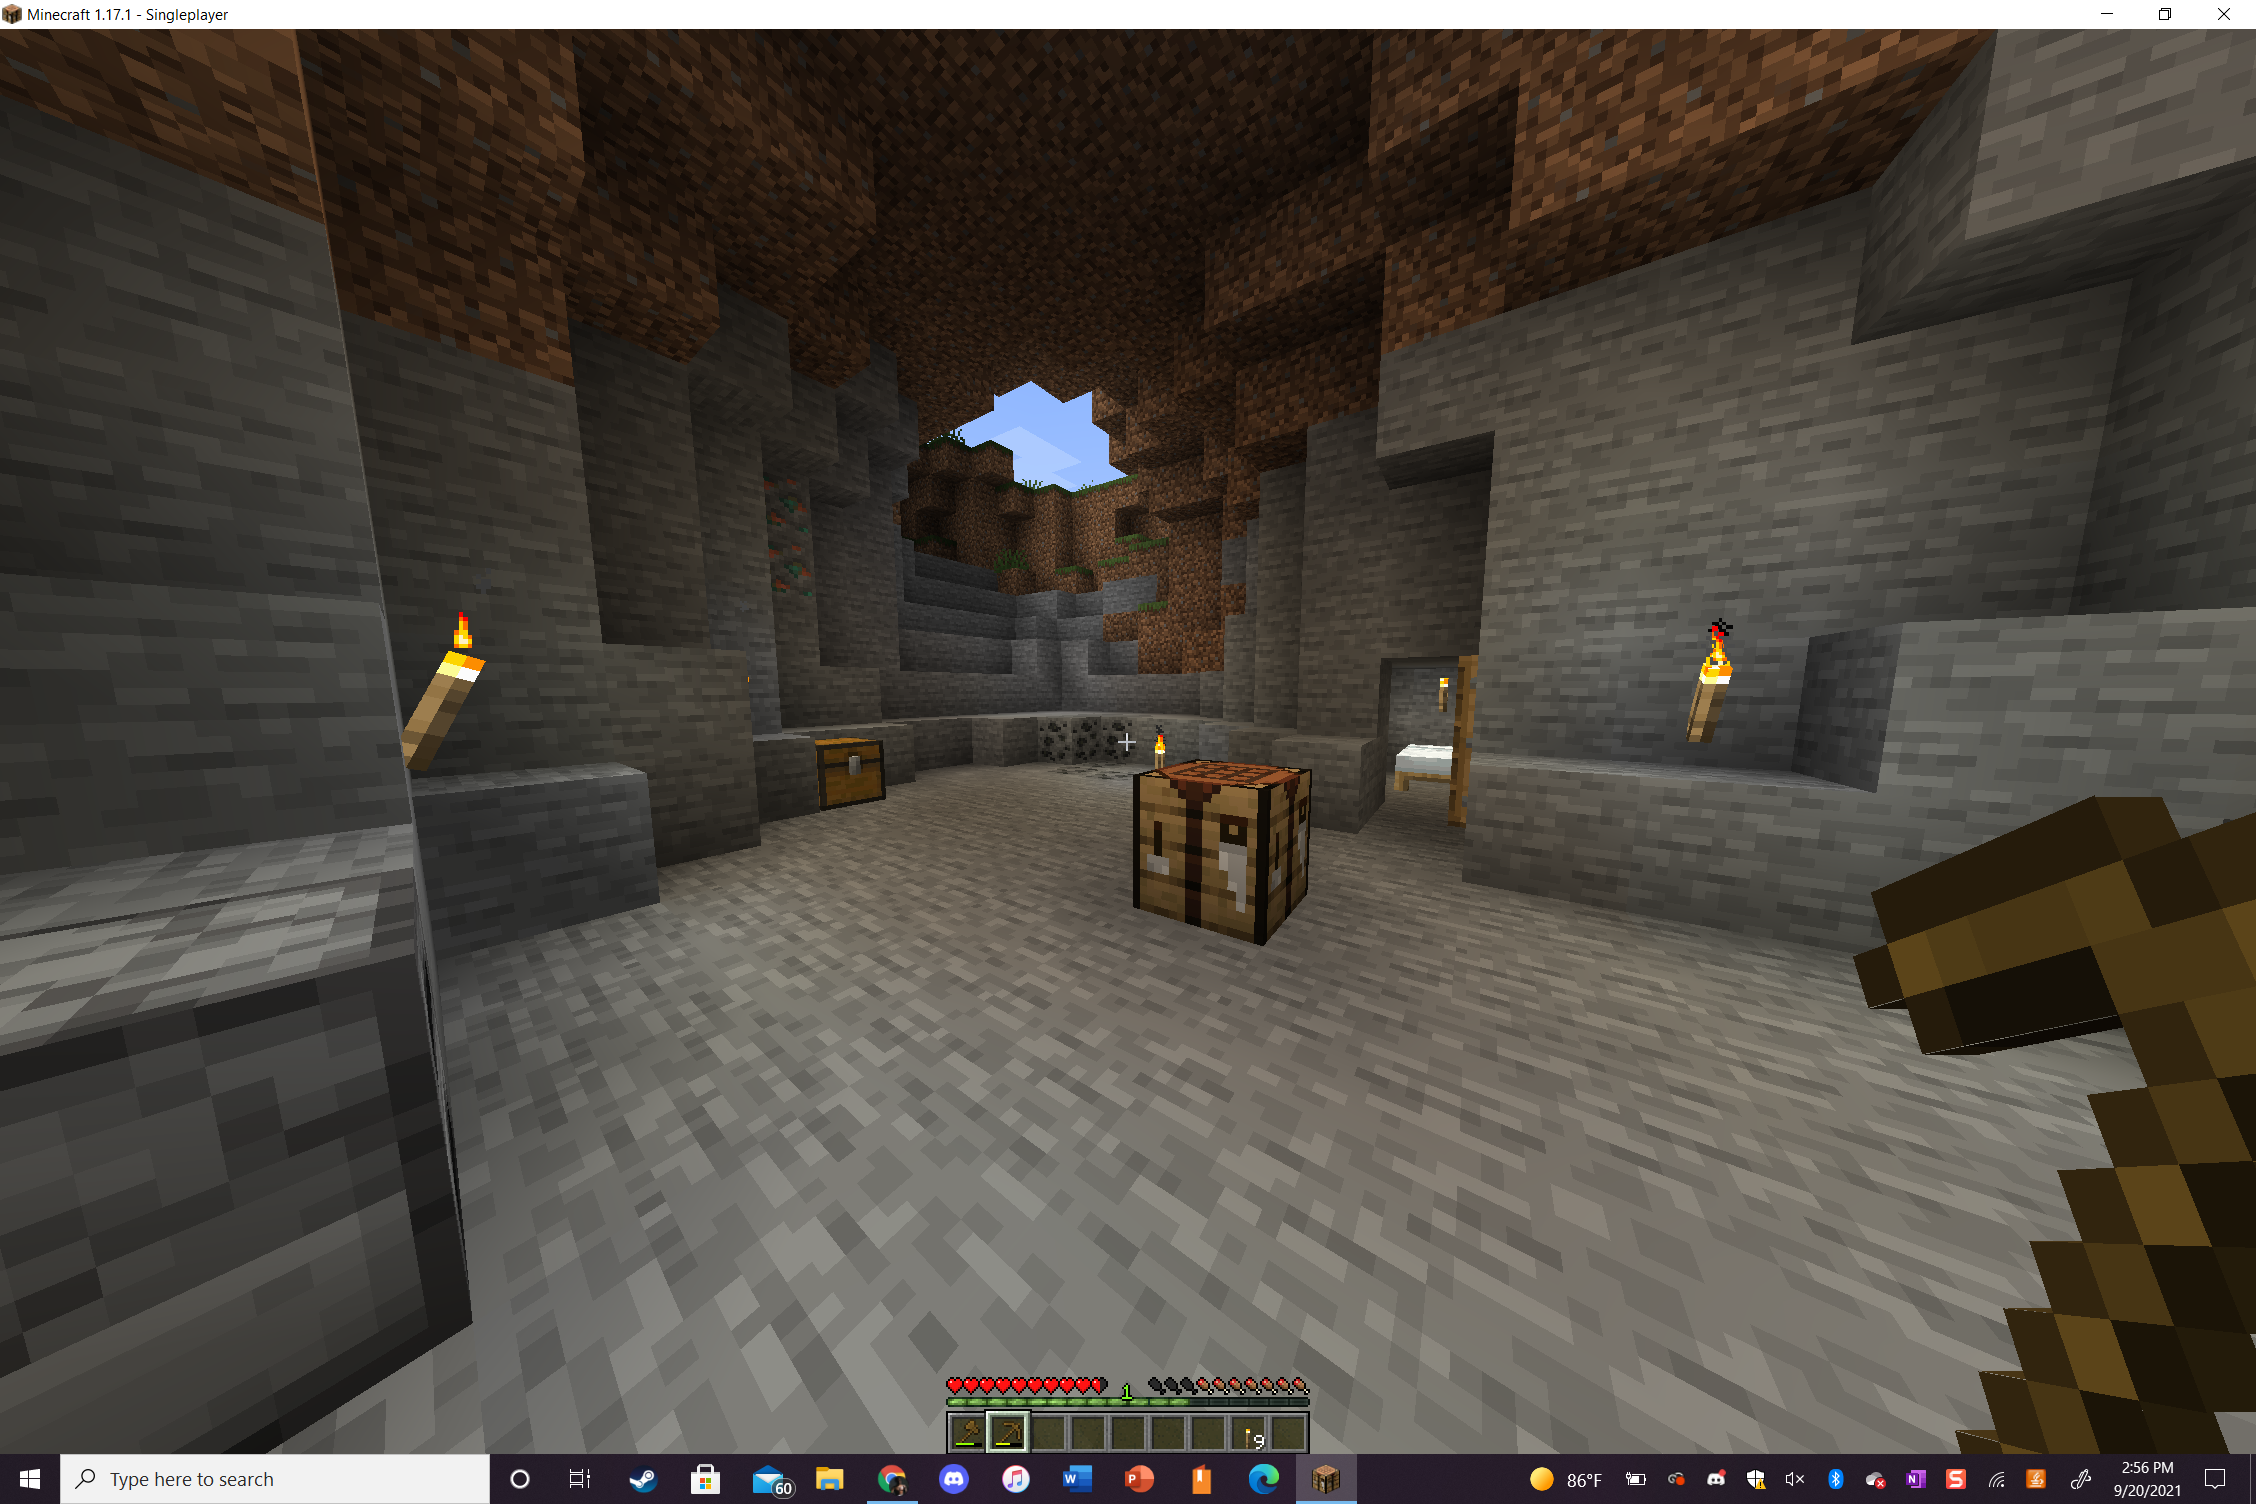 Minecraft 1.17.1 - Singleplayer
1
9
Type here to search
60
W
P
N
S
86°F
2:56 PM
9/20/2021